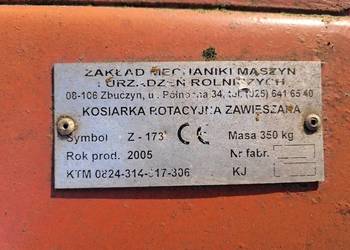 ZAKŁAD MECHANIKI MASZYN
I URZĄDZEŃ ROLNICZYCH
08-106 Zbuczyn, ul. Północna 34, tel. (025) 641 65 40
KOSIARKA ROTACYJNA ZAWIESZANA
Symbol Z - 173 CE Masa 350 kg
Rok prod. 2005 Nr fabr.
KTM 0824-314-317-306 KJ